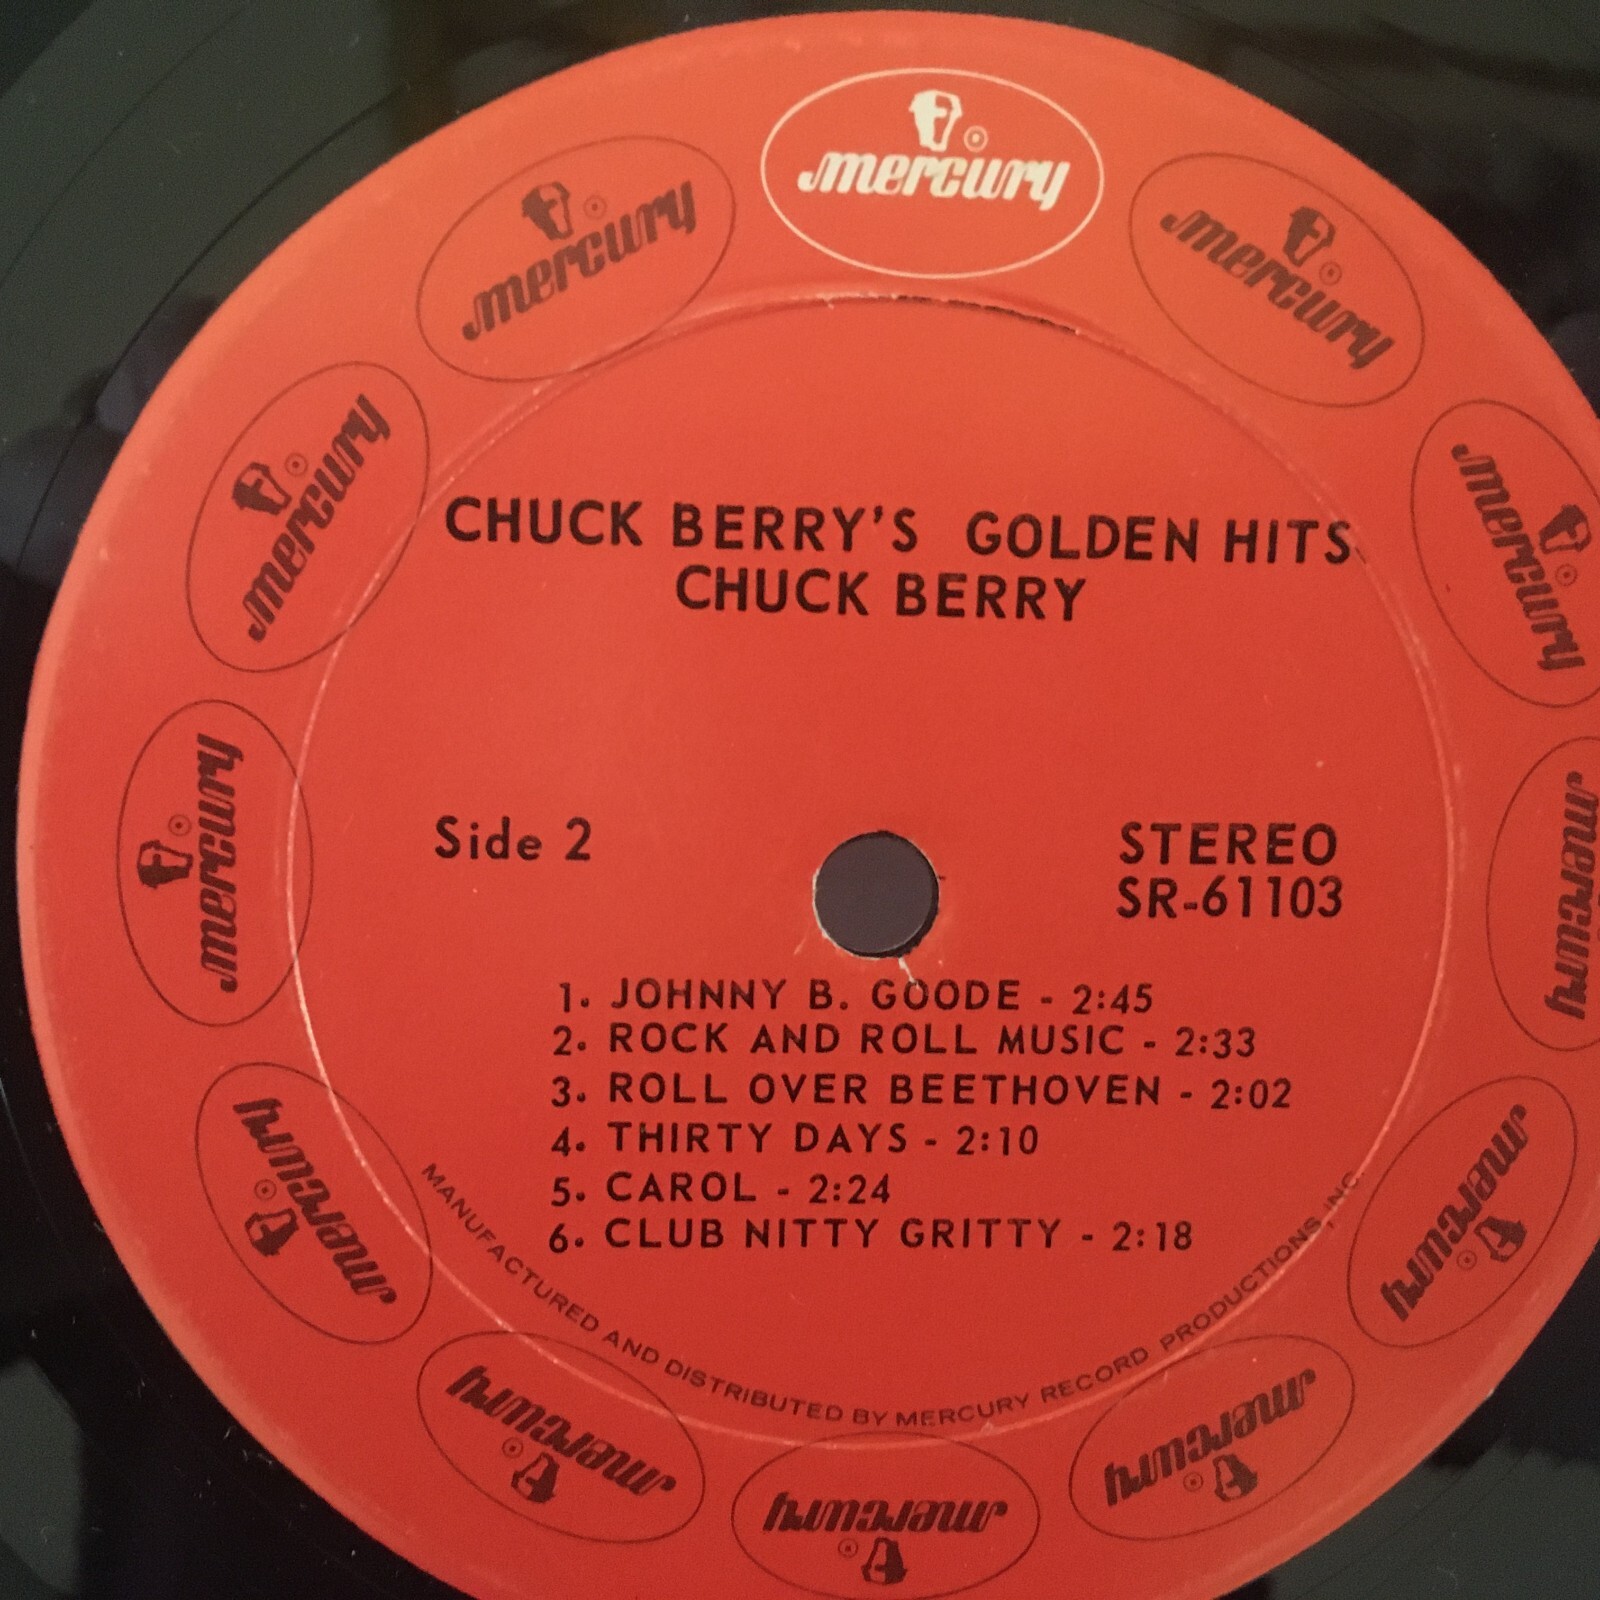 mercury
mercury
mercury
mercury
mercury
mercury
mercury
CHUCK BERRY'S GOLDEN HITS
CHUCK BERRY
Side 2
STEREO
SR-61103
1. JOHNNY B. GOODE - 2:45
2. ROCK AND ROLL MUSIC - 2:33
3. ROLL OVER BEETHOVEN - 2:02
4. THIRTY DAYS - 2:10
5. CAROL - 2:24
6. CLUB NITTY GRITTY - 2:18
MANUFACTURED AND DISTRIBUTED BY MERCURY RECORD PRODUCTIONS, INC.
mercury
mercury
mercury
mercury
mercury